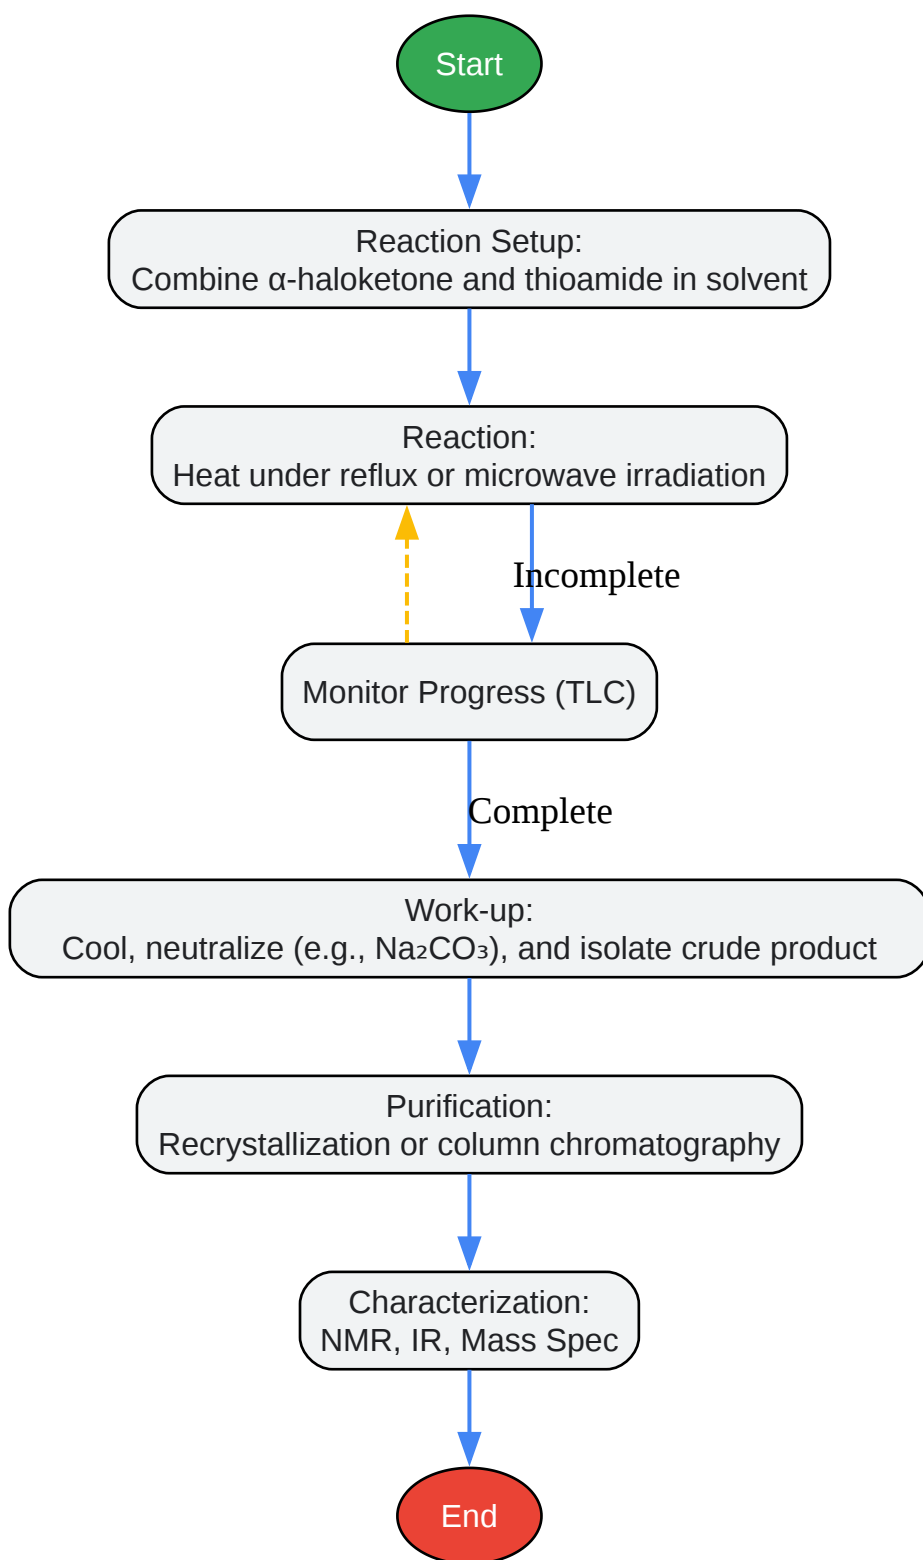 Start
Reaction Setup:
Combine α-haloketone and thioamide in solvent
Reaction:
Heat under reflux or microwave irradiation
Incomplete
Monitor Progress (TLC)
Complete
Work-up:
Cool, neutralize (e.g., Na₂CO₃), and isolate crude product
Purification:
Recrystallization or column chromatography
Characterization:
NMR, IR, Mass Spec
End